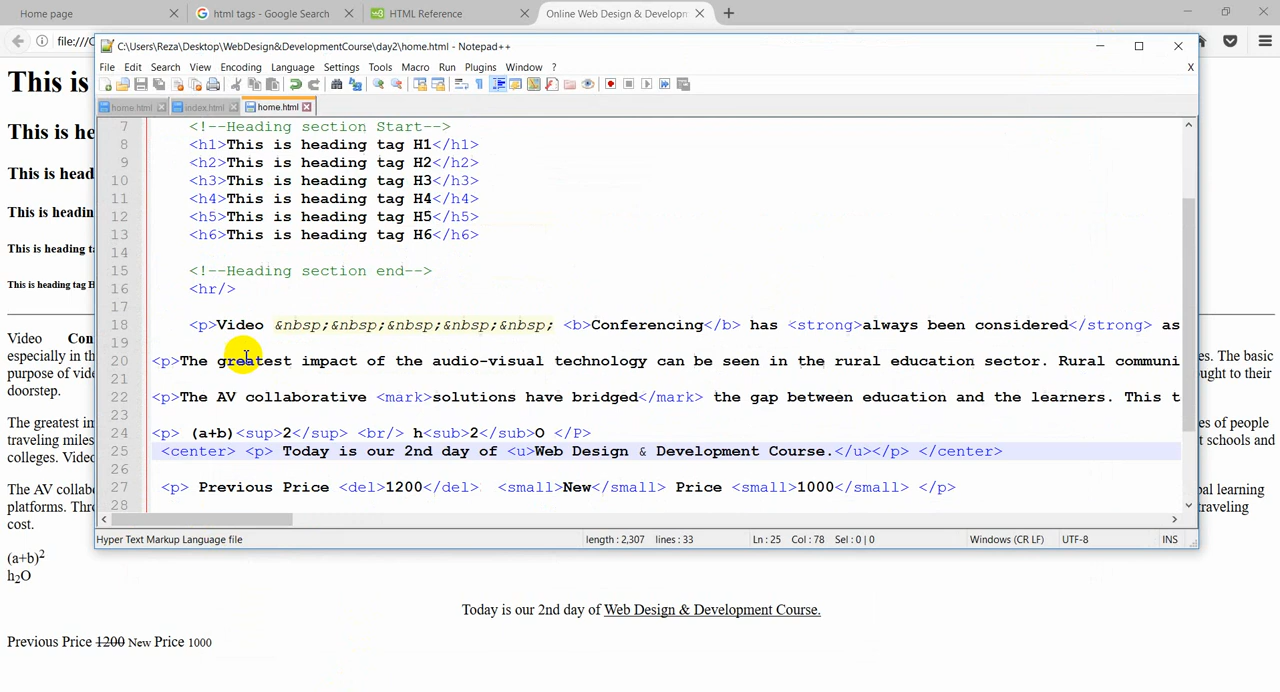 Home page
html tags - Google Search
HTML Reference
Online Web Design & Developm
file:///C
C:\Users\Reza\Desktop\WebDesign&DevelopmentCourse\day2\home.html - Notepad++
File Edit Search View Encoding Language Settings Tools Macro Run Plugins Window ? X
home.html index.html home.html
7 <!--Heading section Start-->
8 <h1>This is heading tag H1</h1>
9 <h2>This is heading tag H2</h2>
10 <h3>This is heading tag H3</h3>
11 <h4>This is heading tag H4</h4>
12 <h5>This is heading tag H5</h5>
13 <h6>This is heading tag H6</h6>
14
15 <!--Heading section end-->
16 <hr/>
17
18 <p>Video &nbsp;&nbsp;&nbsp;&nbsp;&nbsp; <b>Conferencing</b> has <strong>always been considered</strong> as
19
20 <p>The greatest impact of the audio-visual technology can be seen in the rural education sector. Rural communi
21
22 <p>The AV collaborative <mark>solutions have bridged</mark> the gap between education and the learners. This t
23
24 <p> (a+b)<sup>2</sup> <br/> h<sub>2</sub>O </P>
25 <center> <p> Today is our 2nd day of <u>Web Design & Development Course.</u></p> </center>
26
27 <p> Previous Price <del>1200</del> <small>New</small> Price <small>1000</small> </p>
28
Hyper Text Markup Language file length : 2,307 lines : 33 Ln : 25 Col : 78 Sel : 0 | 0 Windows (CR LF) UTF-8 INS
This is
This is he
This is head
This is headin
This is heading ta
This is heading tag H
Video Con
especially in th es. The basic
purpose of vid ught to their
doorstep.
The greatest im es of people
traveling miles t schools and
colleges. Video
The AV collabo bal learning
platforms. Thr traveling
cost.
(a+b)2
h2O
Today is our 2nd day of Web Design & Development Course.
Previous Price 1200 New Price 1000